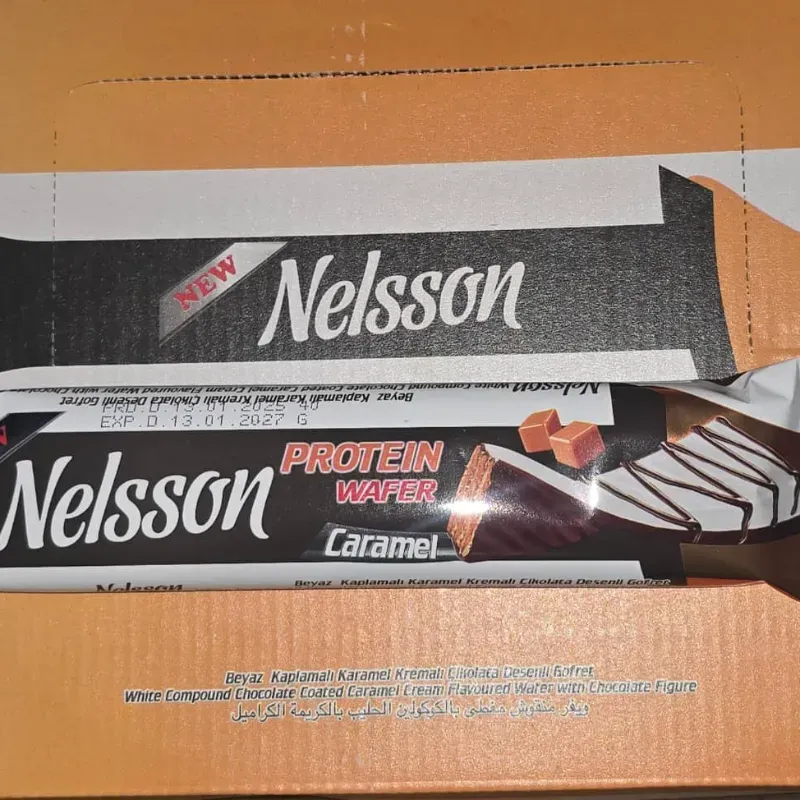 NEW
Nelsson
Nelsson White Compound Chocolate Coated Caramel Cream Flavoured Wafer with Chocolate
Beyaz Kaplamalı Karamel Kremalı Çikolata Desenli Gofret
PRD.D.13.01.2025 40
EXP.D.13.01.2027 G
Nelsson
PROTEIN
WAFER
Caramel
Nelsson
Beyaz Kaplamalı Karamel Kremalı Çikolata Desenli Gofret
Beyaz Kaplamalı Karamel Kremalı Çikolata Desenli Gofret
White Compound Chocolate Coated Caramel Cream Flavoured Wafer with Chocolate Figure
ويفر منقوش مغطى بالكوكولين الحليب بالكريمة الكراميل